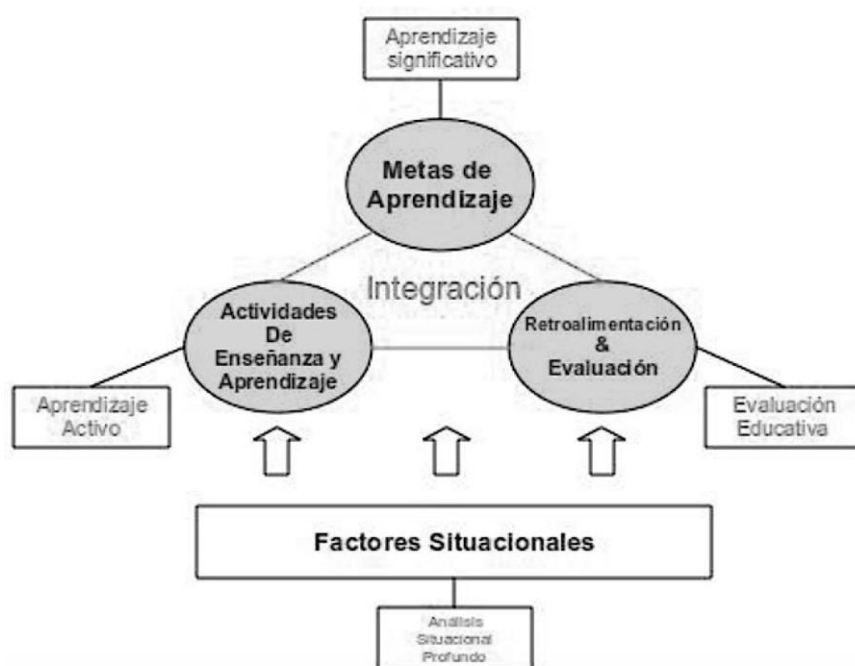 Aprendizaje
significativo
Metas de
Aprendizaje
Integración
Actividades
De
Enseñanza y
Aprendizaje
Retroalimentación
&
Evaluación
Aprendizaje
Activo
Evaluación
Educativa
Factores Situacionales
Análisis
Situacional
Profundo